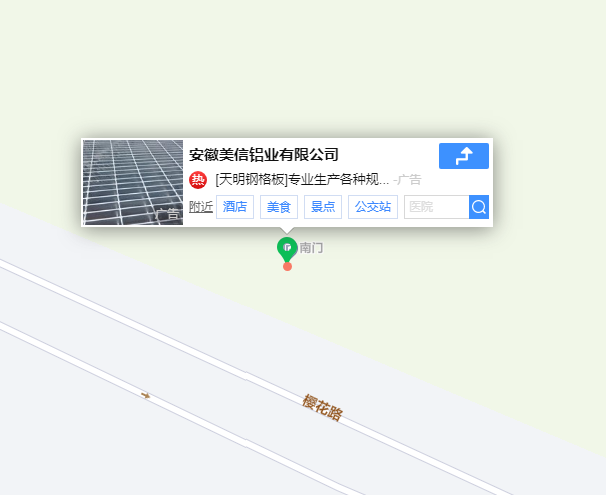 安徽美信铝业有限公司
热 [天明钢格板]专业生产各种规... -广告
广告
附近 酒店 美食 景点 公交站 医院
南门
樱花路